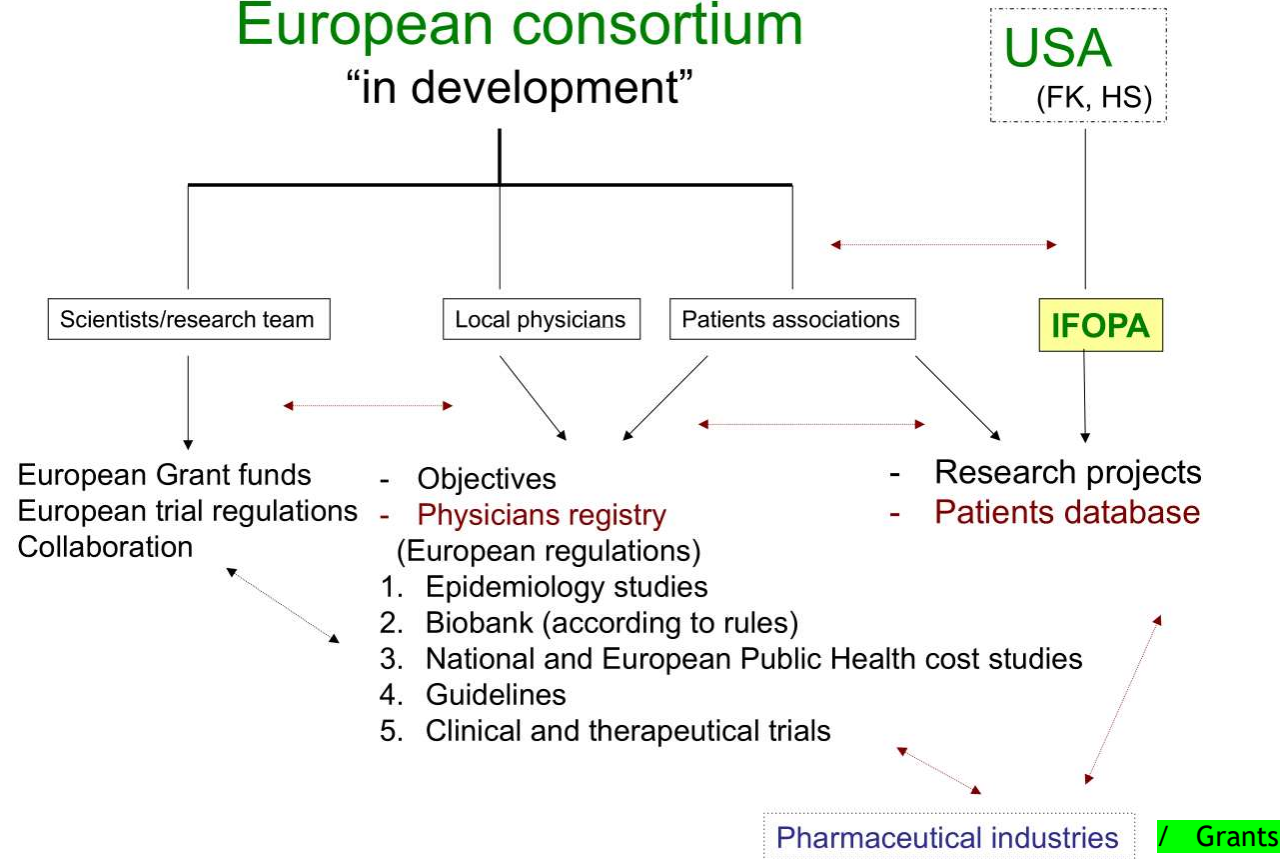 European consortium
“in development”
USA
(FK, HS)
Scientists/research team
Local physicians
Patients associations
IFOPA
European Grant funds
European trial regulations
Collaboration
- Objectives
- Physicians registry
(European regulations)
1. Epidemiology studies
2. Biobank (according to rules)
3. National and European Public Health cost studies
4. Guidelines
5. Clinical and therapeutical trials
- Research projects
- Patients database
Pharmaceutical industries
/ Grants